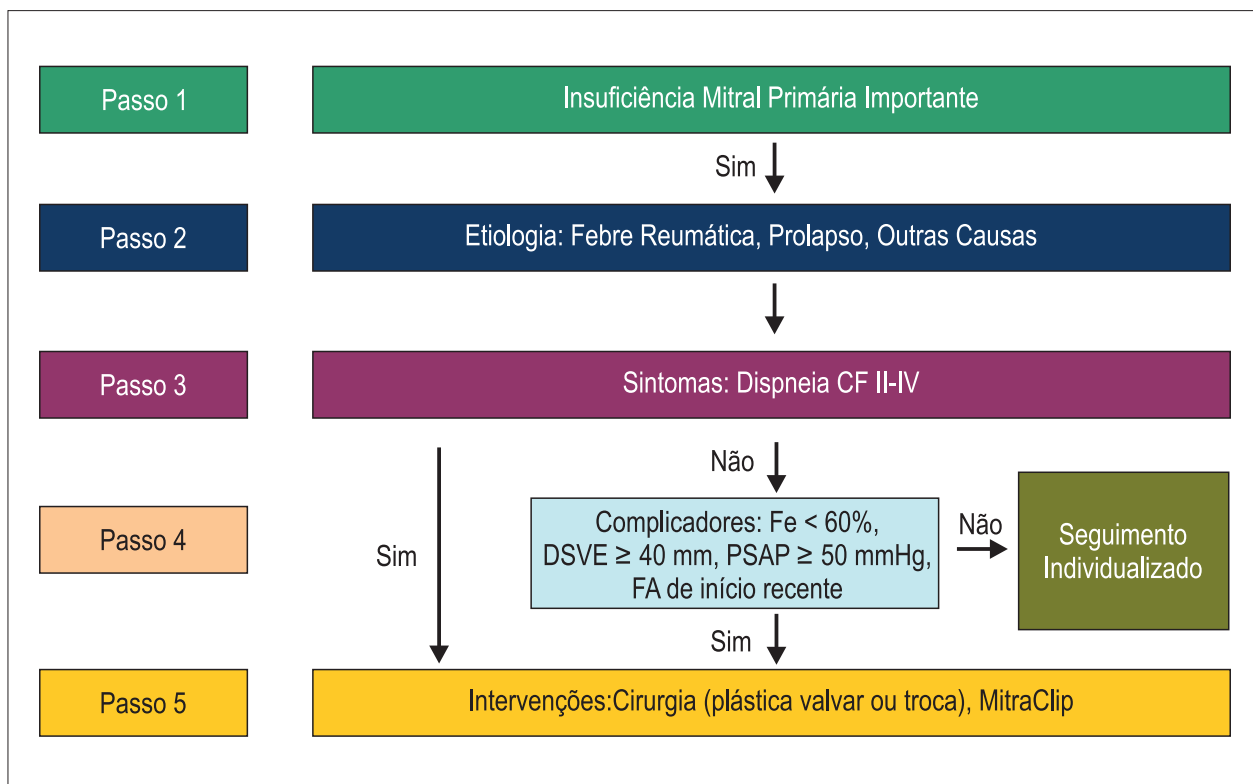 Passo 1
Insuficiência Mitral Primária Importante
Sim
Passo 2
Etiologia: Febre Reumática, Prolapso, Outras Causas
Passo 3
Sintomas: Dispneia CF II-IV
Não
Passo 4
Sim
Complicadores: Fe < 60%,
DSVE ≥ 40 mm, PSAP ≥ 50 mmHg,
FA de início recente
Não
Seguimento
Individualizado
Sim
Passo 5
Intervenções:Cirurgia (plástica valvar ou troca), MitraClip